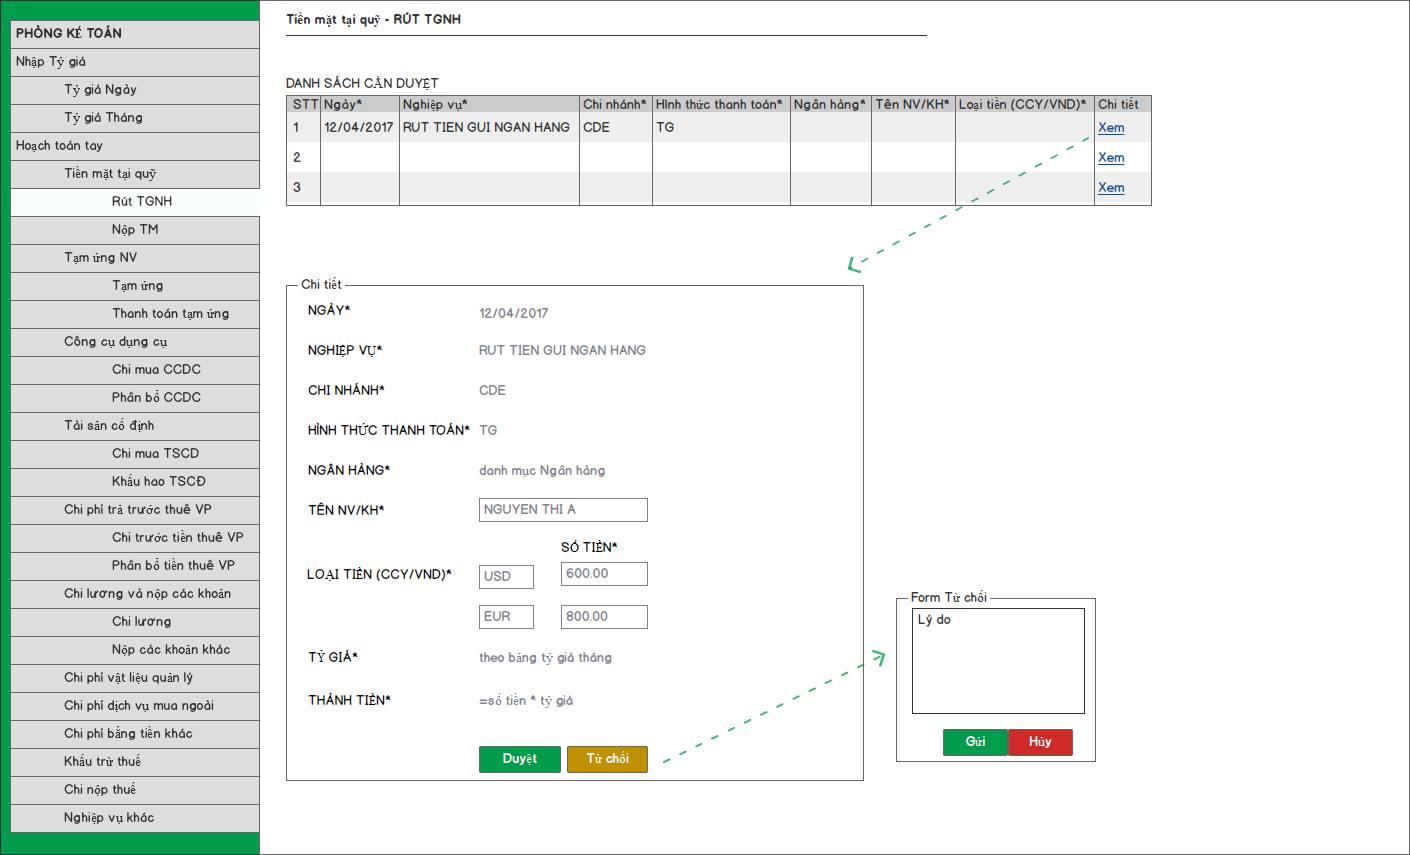 PHÒNG KẾ TOÁN
Nhập Tỷ giá
Tỷ giá Ngày
Tỷ giá Tháng
Hoạch toán tay
Tiền mặt tại quỹ
Rút TGNH
Nộp TM
Tạm ứng NV
Tạm ứng
Thanh toán tạm ứng
Công cụ dụng cụ
Chi mua CCDC
Phân bổ CCDC
Tài sản cố định
Chi mua TSCD
Khấu hao TSCĐ
Chi phí trả trước thuê VP
Chi trước tiền thuê VP
Phân bổ tiền thuê VP
Chi lương và nộp các khoản
Chi lương
Nộp các khoản khác
Chi phí vật liệu quản lý
Chi phí dịch vụ mua ngoài
Chi phí bằng tiền khác
Khấu trừ thuế
Chi nộp thuế
Nghiệp vụ khác
Tiền mặt tại quỹ - RÚT TGNH
DANH SÁCH CẦN DUYỆT
STT Ngày* Nghiệp vụ* Chi nhánh* Hình thức thanh toán* Ngân hàng* Tên NV/KH* Loại tiền (CCY/VND)* Chi tiết
1 12/04/2017 RUT TIEN GUI NGAN HANG CDE TG Xem
2 Xem
3 Xem
Chi tiết
NGÀY* 12/04/2017
NGHIỆP VỤ* RUT TIEN GUI NGAN HANG
CHI NHÁNH* CDE
HÌNH THỨC THANH TOÁN* TG
NGÂN HÀNG* danh mục Ngân hàng
TÊN NV/KH* NGUYEN THI A
SỐ TIỀN*
LOẠI TIỀN (CCY/VND)* USD 600.00
EUR 800.00
TỶ GIÁ* theo bảng tỷ giá tháng
THÀNH TIỀN* =số tiền * tỷ giá
Duyệt Từ chối
Form Từ chối
Lý do
Gửi Hủy